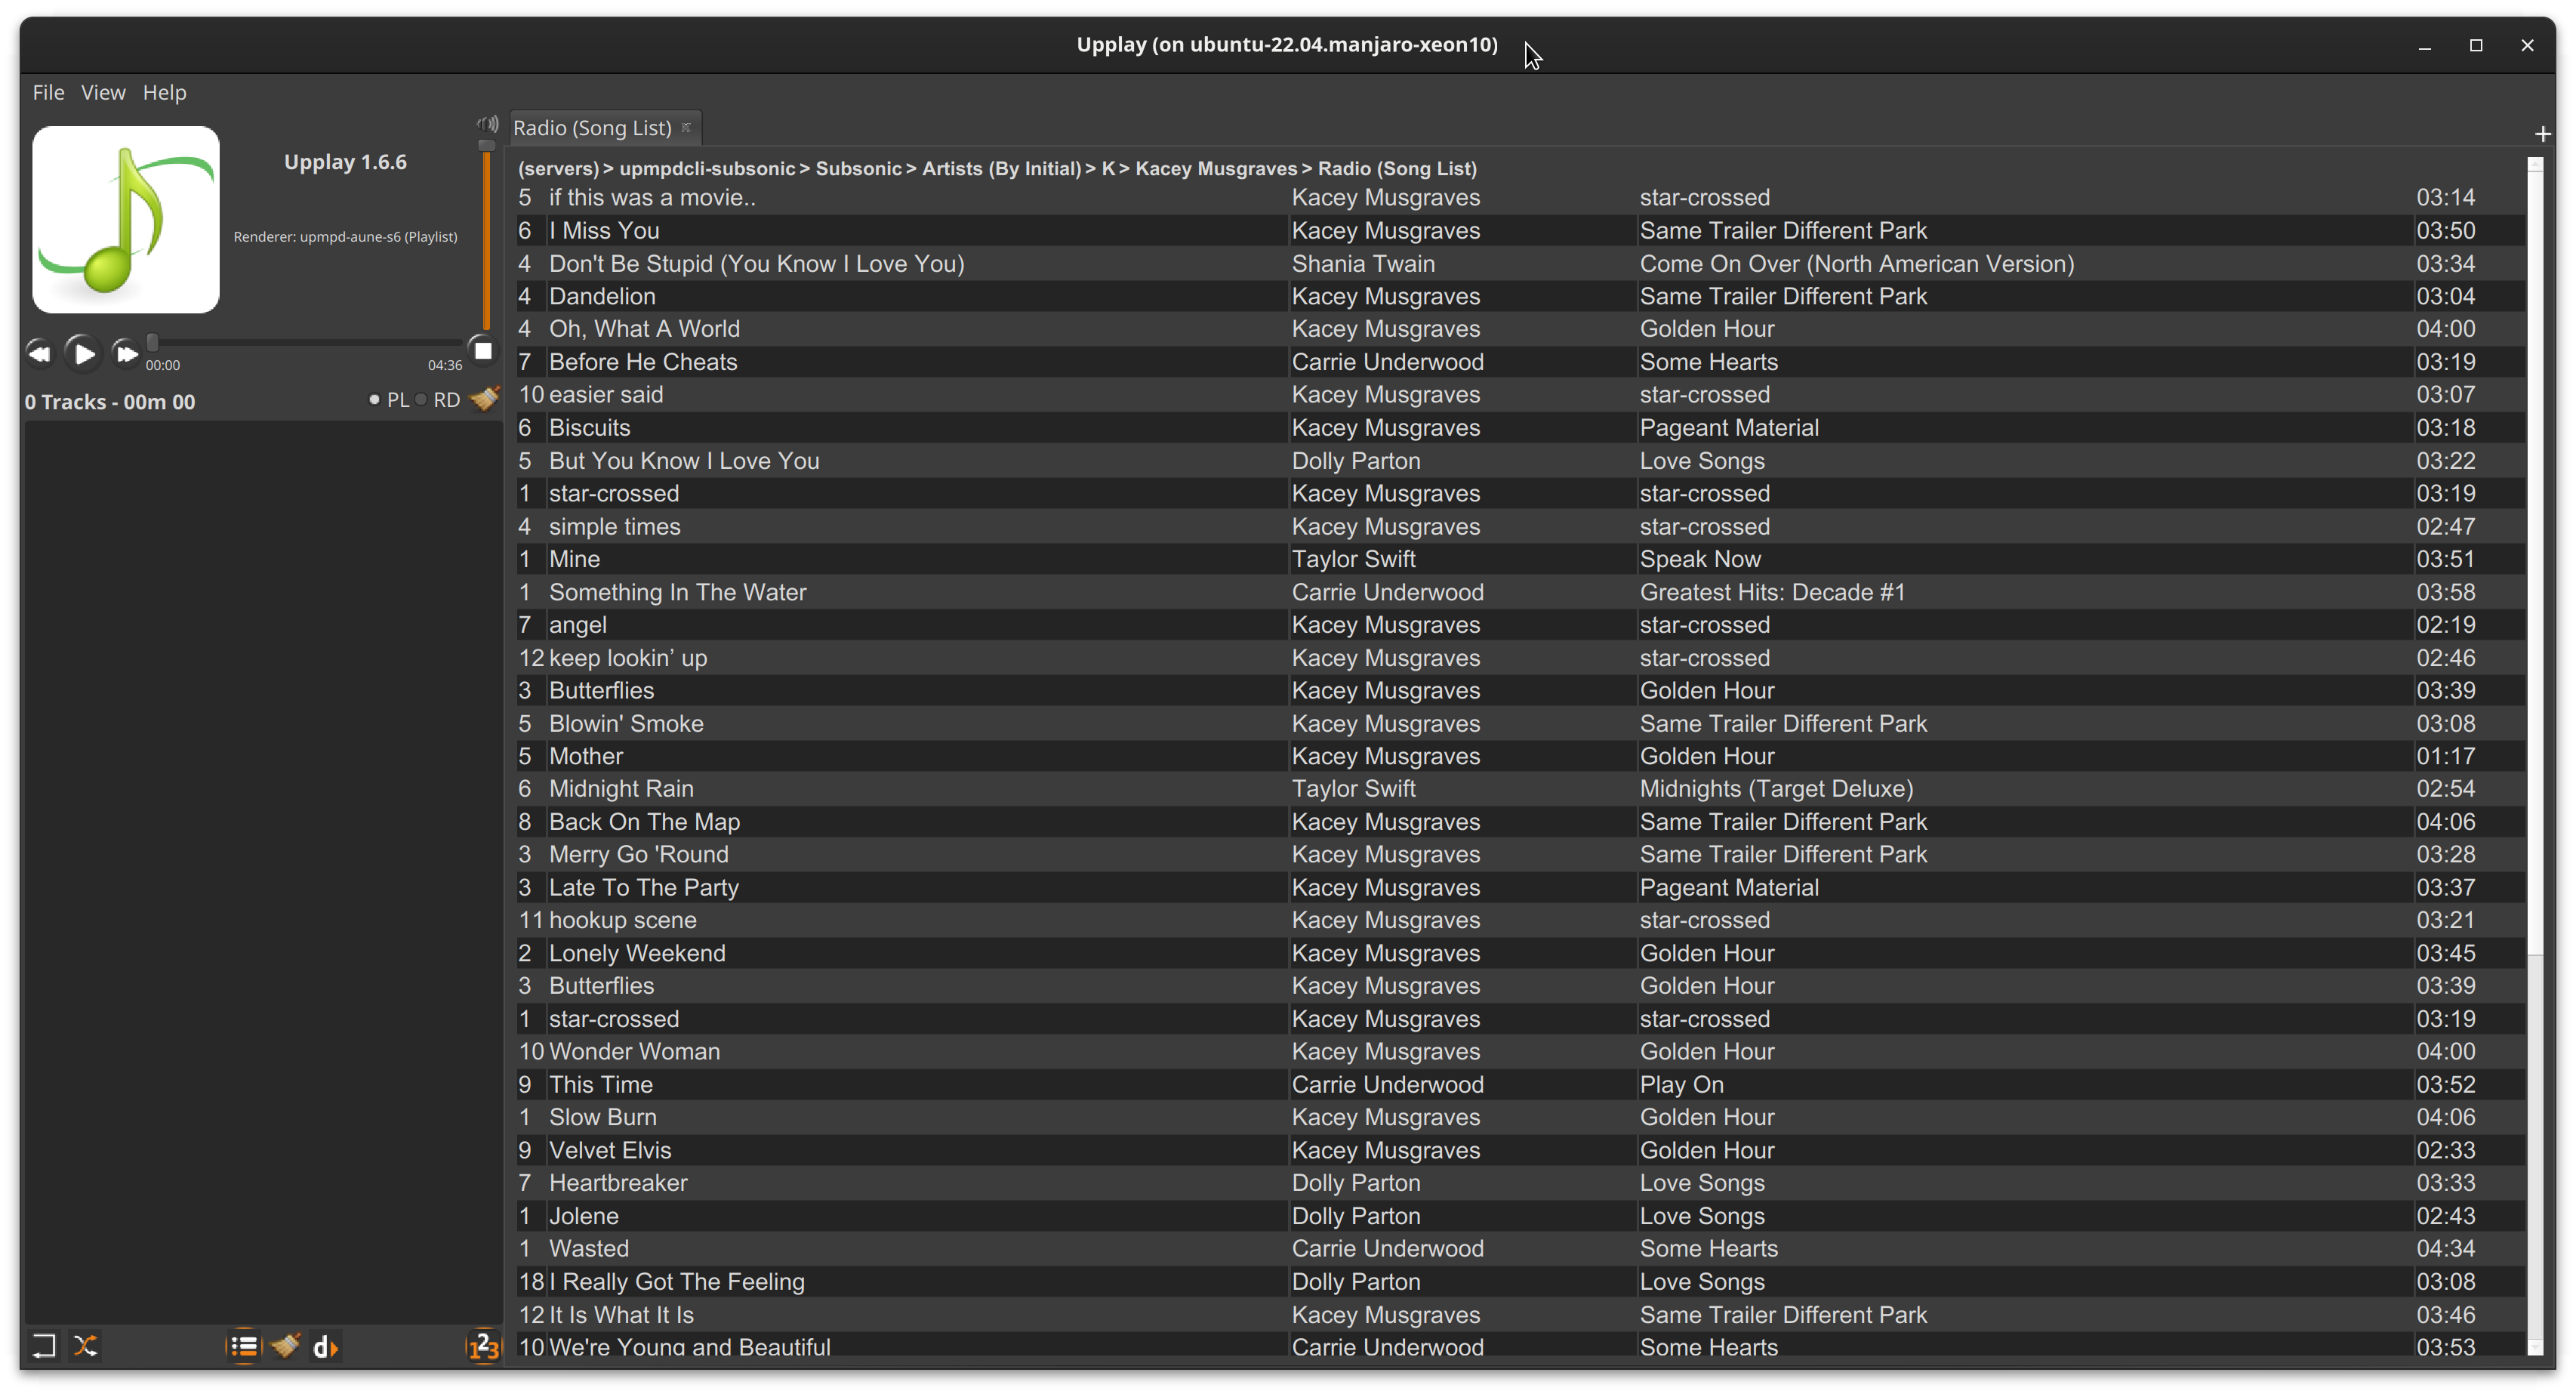 Upplay (on ubuntu-22.04.manjaro-xeon10)
File View Help
Upplay 1.6.6
Renderer: upmpd-aune-s6 (Playlist)
00:00 04:36
0 Tracks - 00m 00 PL RD
Radio (Song List)
(servers) > upmpdcli-subsonic > Subsonic > Artists (By Initial) > K > Kacey Musgraves > Radio (Song List)
5 if this was a movie.. Kacey Musgraves star-crossed 03:14
6 I Miss You Kacey Musgraves Same Trailer Different Park 03:50
4 Don't Be Stupid (You Know I Love You) Shania Twain Come On Over (North American Version) 03:34
4 Dandelion Kacey Musgraves Same Trailer Different Park 03:04
4 Oh, What A World Kacey Musgraves Golden Hour 04:00
7 Before He Cheats Carrie Underwood Some Hearts 03:19
10 easier said Kacey Musgraves star-crossed 03:07
6 Biscuits Kacey Musgraves Pageant Material 03:18
5 But You Know I Love You Dolly Parton Love Songs 03:22
1 star-crossed Kacey Musgraves star-crossed 03:19
4 simple times Kacey Musgraves star-crossed 02:47
1 Mine Taylor Swift Speak Now 03:51
1 Something In The Water Carrie Underwood Greatest Hits: Decade #1 03:58
7 angel Kacey Musgraves star-crossed 02:19
12 keep lookin’ up Kacey Musgraves star-crossed 02:46
3 Butterflies Kacey Musgraves Golden Hour 03:39
5 Blowin' Smoke Kacey Musgraves Same Trailer Different Park 03:08
5 Mother Kacey Musgraves Golden Hour 01:17
6 Midnight Rain Taylor Swift Midnights (Target Deluxe) 02:54
8 Back On The Map Kacey Musgraves Same Trailer Different Park 04:06
3 Merry Go 'Round Kacey Musgraves Same Trailer Different Park 03:28
3 Late To The Party Kacey Musgraves Pageant Material 03:37
11 hookup scene Kacey Musgraves star-crossed 03:21
2 Lonely Weekend Kacey Musgraves Golden Hour 03:45
3 Butterflies Kacey Musgraves Golden Hour 03:39
1 star-crossed Kacey Musgraves star-crossed 03:19
10 Wonder Woman Kacey Musgraves Golden Hour 04:00
9 This Time Carrie Underwood Play On 03:52
1 Slow Burn Kacey Musgraves Golden Hour 04:06
9 Velvet Elvis Kacey Musgraves Golden Hour 02:33
7 Heartbreaker Dolly Parton Love Songs 03:33
1 Jolene Dolly Parton Love Songs 02:43
1 Wasted Carrie Underwood Some Hearts 04:34
18 I Really Got The Feeling Dolly Parton Love Songs 03:08
12 It Is What It Is Kacey Musgraves Same Trailer Different Park 03:46
10 We're Young and Beautiful Carrie Underwood Some Hearts 03:53
d 123